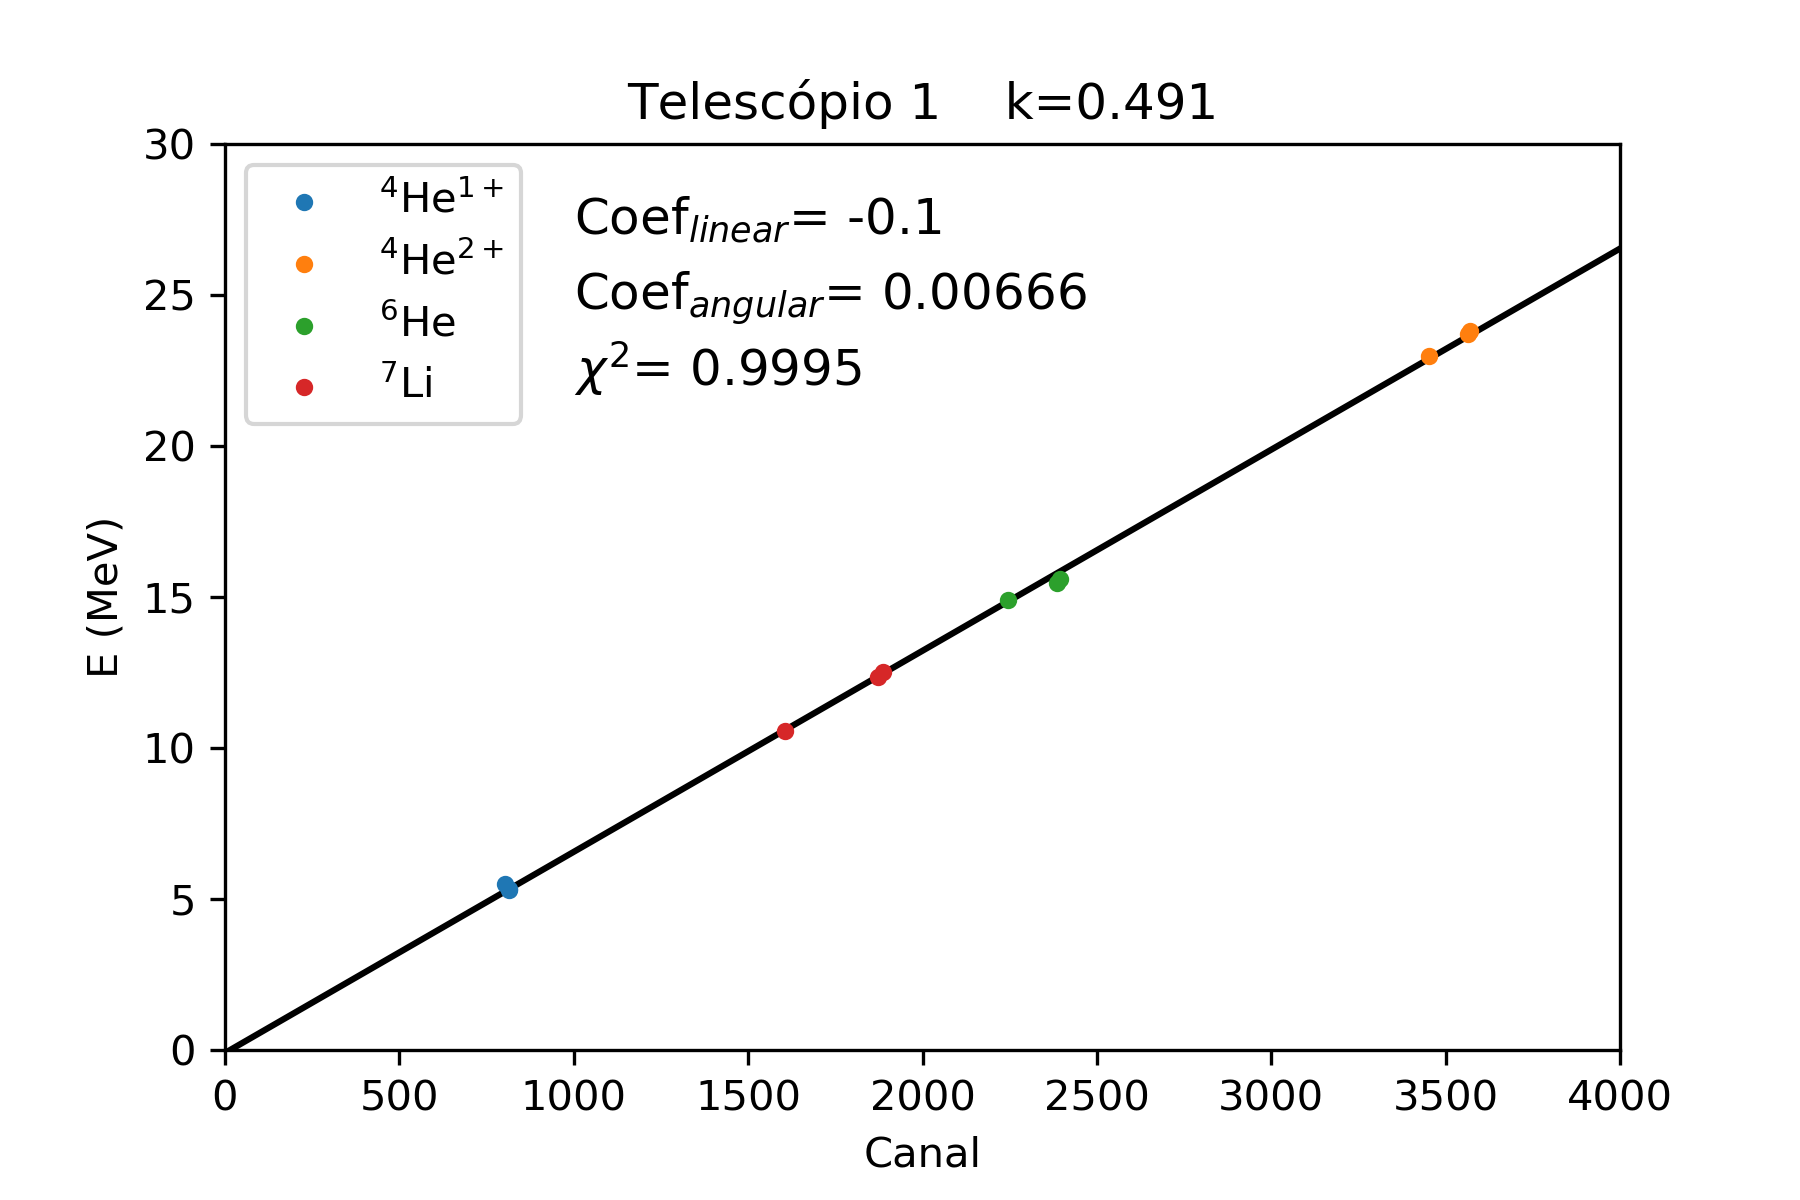 Telescópio 1 k=0.491
⁴He¹⁺
⁴He²⁺
⁶He
⁷Li
Coef_linear= -0.1
Coef_angular= 0.00666
χ²= 0.9995
30
25
20
15
10
5
0
E (MeV)
0 500 1000 1500 2000 2500 3000 3500 4000
Canal